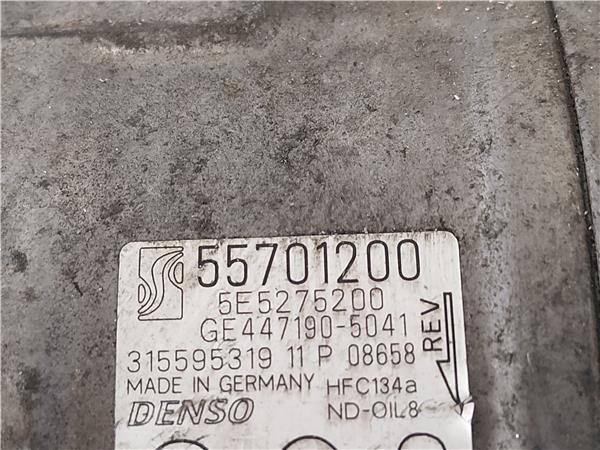 55701200
5E5275200
GE447190-5041
315595319 11 P 08658
MADE IN GERMANY HFC134a
DENSO ND-OIL8
REV